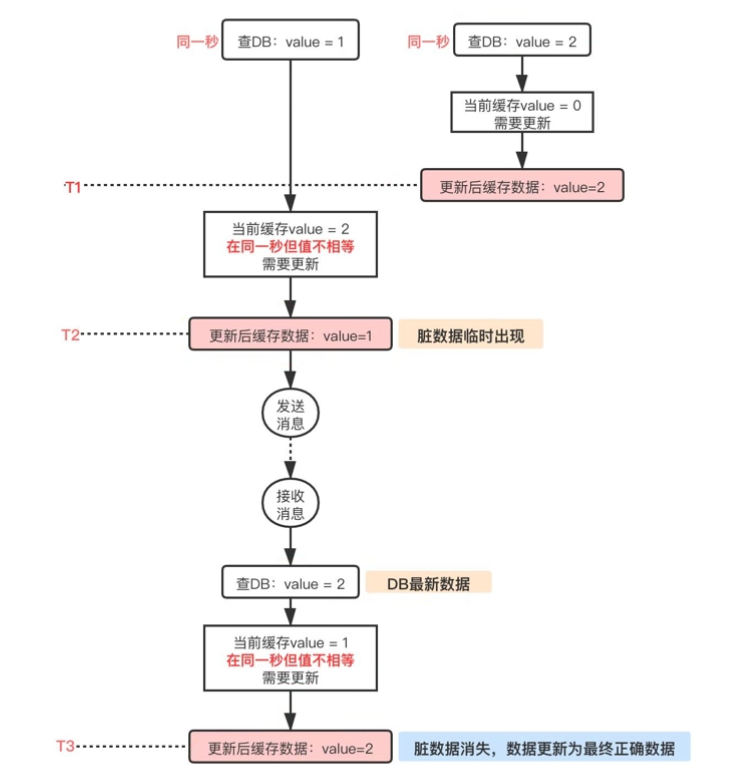 同一秒
查DB：value = 1
同一秒
查DB：value = 2
当前缓存value = 0
需要更新
T1
更新后缓存数据：value=2
当前缓存value = 2
在同一秒但值不相等
需要更新
T2
更新后缓存数据：value=1
脏数据临时出现
发送
消息
接收
消息
查DB：value = 2
DB最新数据
当前缓存value = 1
在同一秒但值不相等
需要更新
T3
更新后缓存数据：value=2
脏数据消失，数据更新为最终正确数据